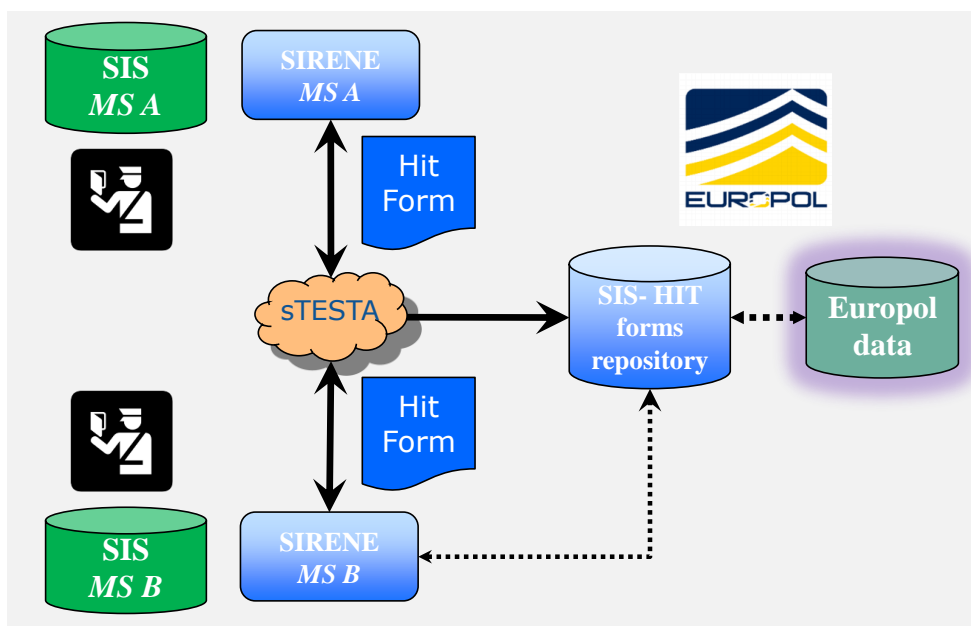 SIS
MS A
SIRENE
MS A
Hit
Form
EUROPOL
sTESTA
SIS- HIT
forms
repository
Europol
data
Hit
Form
SIS
MS B
SIRENE
MS B